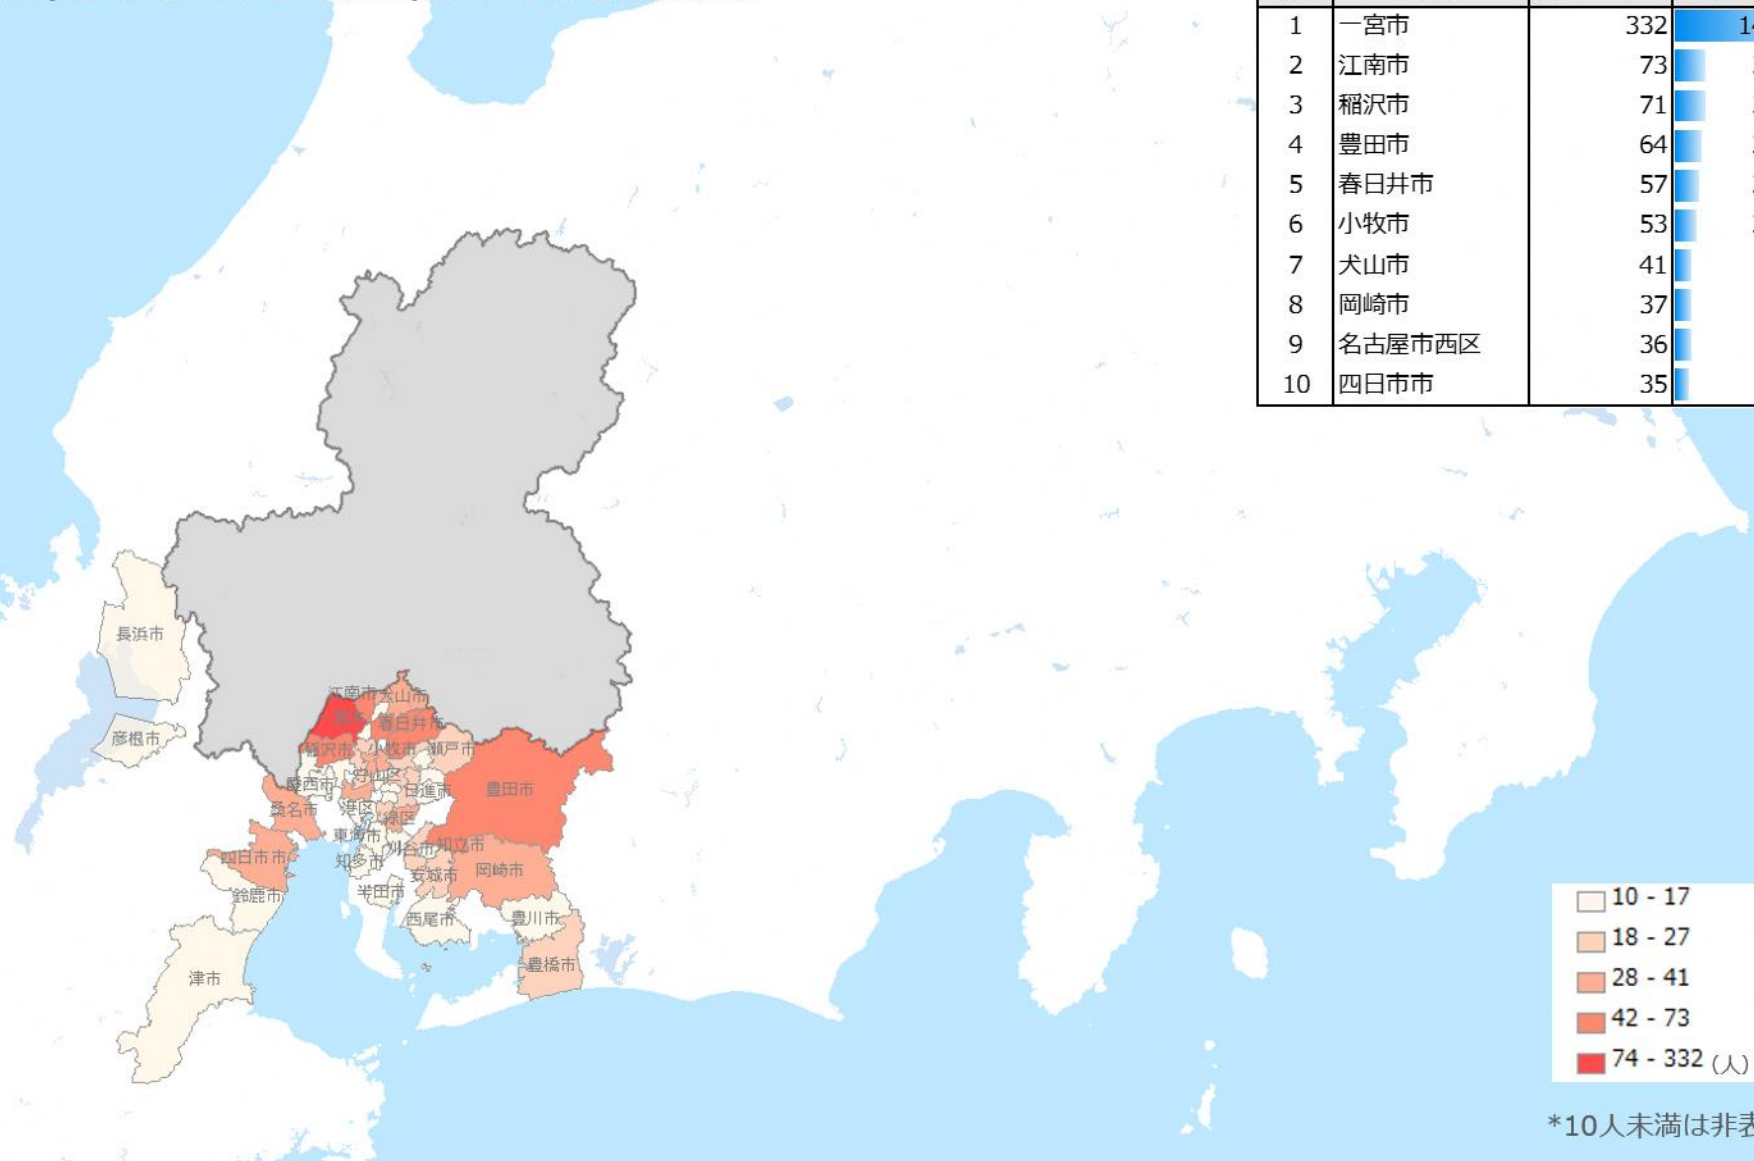 1 一宮市 332 14
2 江南市 73
3 稲沢市 71
4 豊田市 64
5 春日井市 57
6 小牧市 53
7 犬山市 41
8 岡崎市 37
9 名古屋市西区 36
10 四日市市 35
長浜市
彦根市
江南市 犬山市
春日井市
稲沢市 小牧市 瀬戸市
愛西市 守山区 日進市 豊田市
桑名市 港区 緑区
東海市 刈谷市 知立市
四日市市 知多市 安城市 岡崎市
鈴鹿市 半田市
西尾市 豊川市
津市 豊橋市
10 - 17
18 - 27
28 - 41
42 - 73
74 - 332 (人)
*10人未満は非表